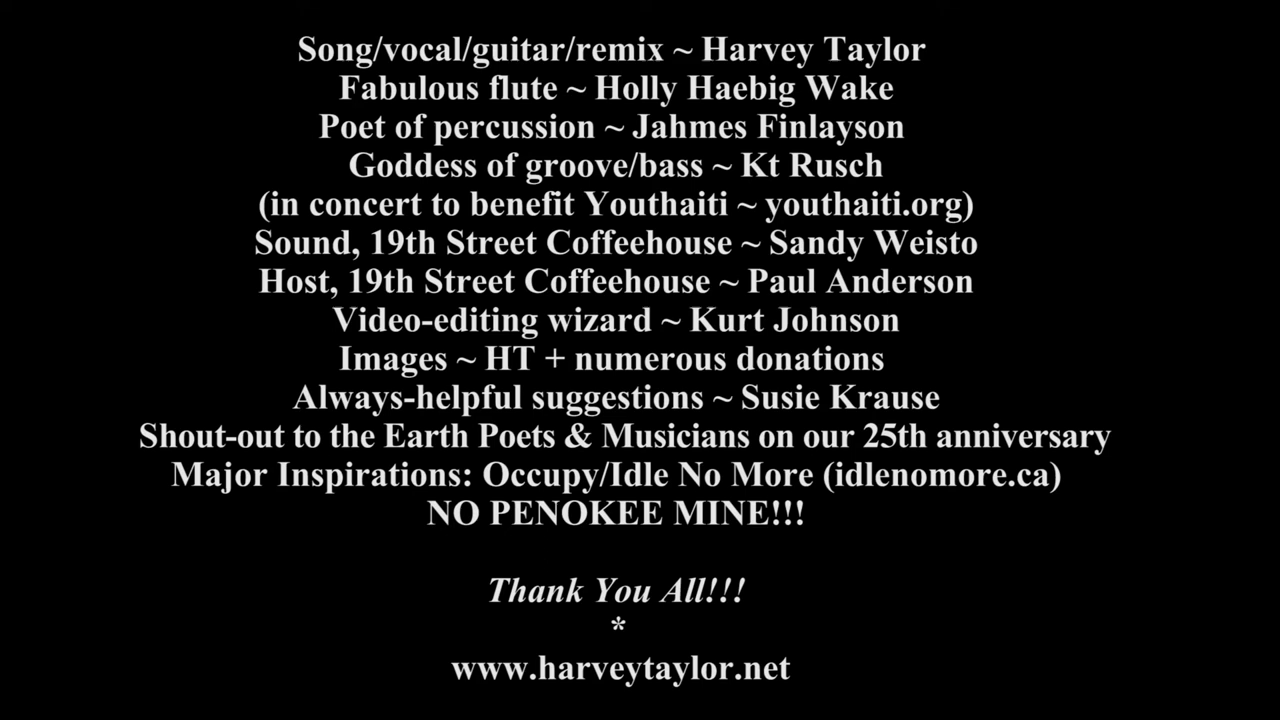 Song/vocal/guitar/remix ~ Harvey Taylor
Fabulous flute ~ Holly Haebig Wake
Poet of percussion ~ Jahmes Finlayson
Goddess of groove/bass ~ Kt Rusch
(in concert to benefit Youthaiti ~ youthaiti.org)
Sound, 19th Street Coffeehouse ~ Sandy Weisto
Host, 19th Street Coffeehouse ~ Paul Anderson
Video-editing wizard ~ Kurt Johnson
Images ~ HT + numerous donations
Always-helpful suggestions ~ Susie Krause
Shout-out to the Earth Poets & Musicians on our 25th anniversary
Major Inspirations: Occupy/Idle No More (idlenomore.ca)
NO PENOKEE MINE!!!
Thank You All!!!
*
www.harveytaylor.net